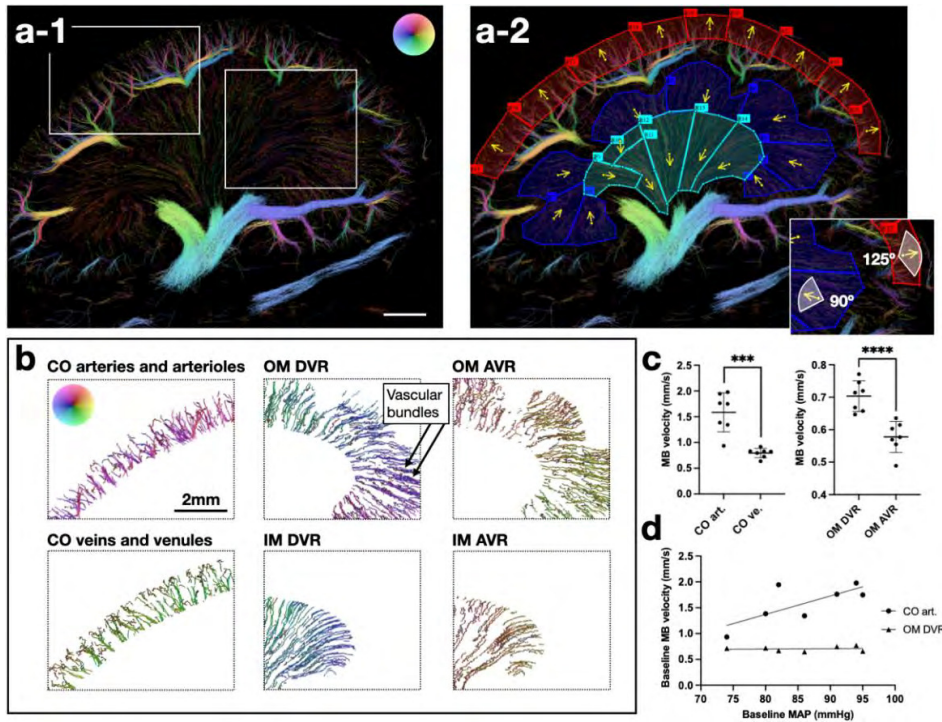 a-1
a-2
125º
90º
b
CO arteries and arterioles
OM DVR
OM AVR
Vascular
bundles
2mm
CO veins and venules
IM DVR
IM AVR
c
***
****
MB velocity (mm/s)
2.5
2.0
1.5
1.0
0.5
0.0
CO art.
CO ve.
MB velocity (mm/s)
0.8
0.7
0.6
0.5
0.4
OM DVR
OM AVR
d
Baseline MB velocity (mm/s)
2.5
2.0
1.5
1.0
0.5
0.0
70
75
80
85
90
95
100
Baseline MAP (mmHg)
CO art.
OM DVR